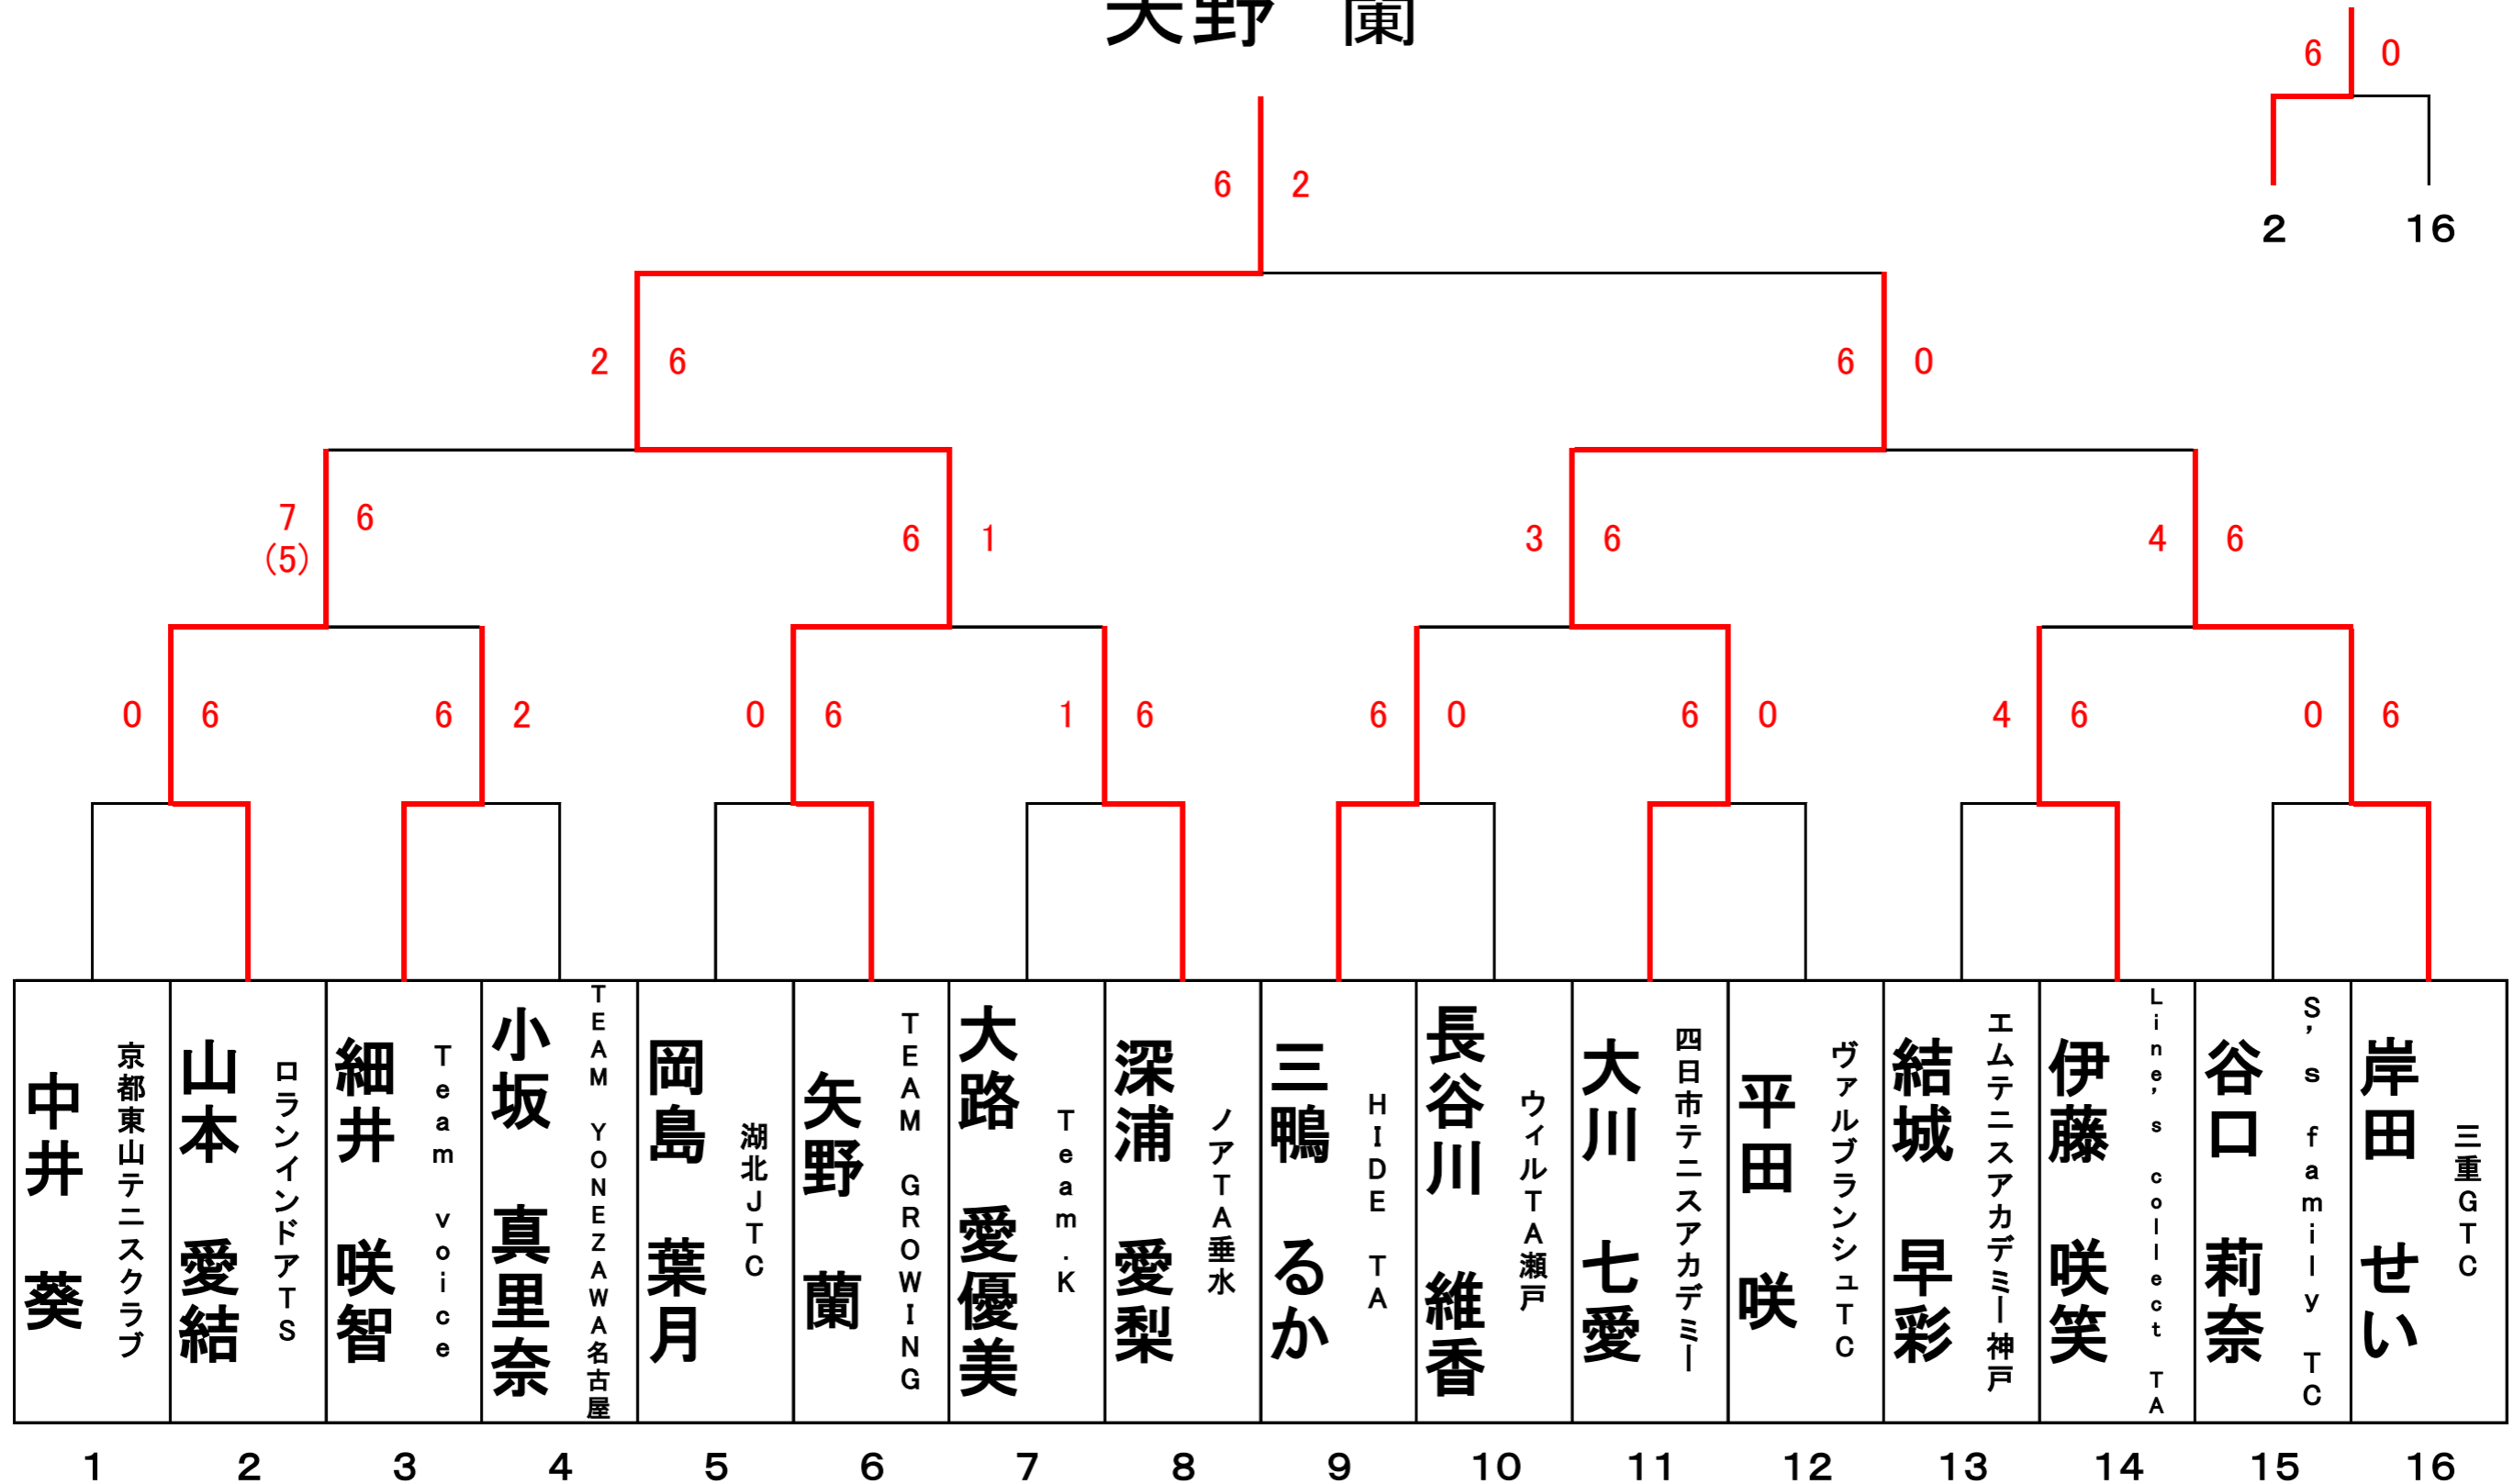 矢野 蘭
6 0
6 2
2 16
2 6
6 0
7 6
(5)
6 1
3 6
4 6
0 6
6 2
0 6
1 6
6 0
6 0
4 6
0 6
中井 葵
京都東山テニスクラブ
山本 愛結
ロランインドアTS
細井 咲智
Team voice
小坂 真里奈
TEAM YONEZAWA名古屋
岡島 葉月
湖北JTC
矢野 蘭
TEAM GROWING
大路 愛優美
Team.K
深浦 愛梨
ノアTA垂水
三鴨 るか
HIDE TA
長谷川 維香
ウィルTA瀬戸
大川 七愛
四日市テニスアカデミー
平田 咲
ヴァルブランシュTC
結城 早彩
エムテニスアカデミー神戸
伊藤 咲笑
Line's collect TA
谷口 莉奈
S's family TC
岸田 せい
三重GTC
1 2 3 4 5 6 7 8 9 10 11 12 13 14 15 16